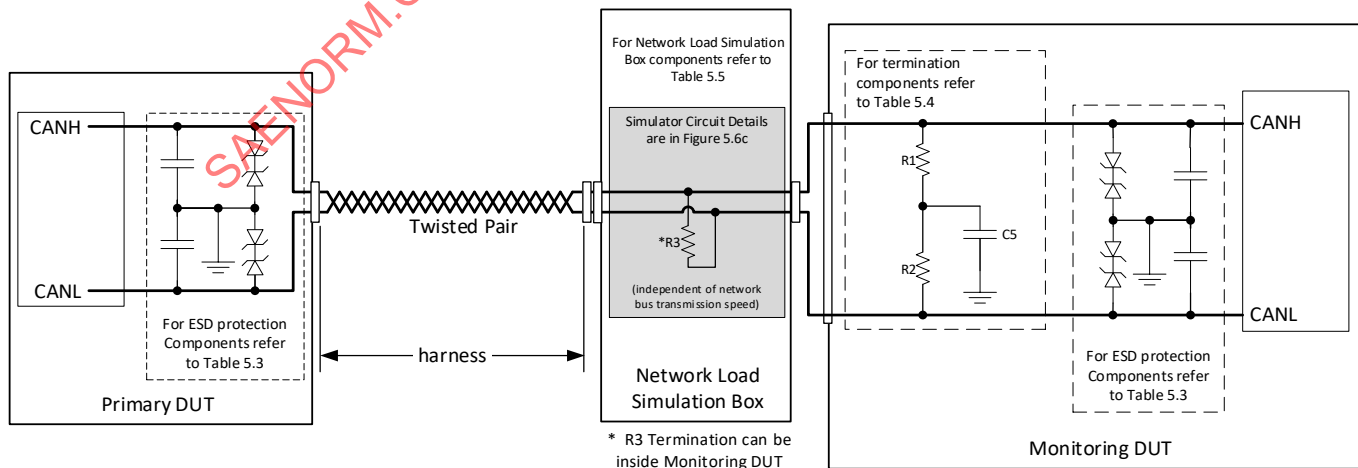 SAENORM.C
CANH
CANL
For ESD protection
Components refer
to Table 5.3
Primary DUT
Twisted Pair
harness
For Network Load Simulation
Box components refer to
Table 5.5
Simulator Circuit Details
are in Figure 5.6c
*R3
(independent of network
bus transmission speed)
Network Load
Simulation Box
* R3 Termination can be
inside Monitoring DUT
For termination
components refer
to Table 5.4
R1
C5
R2
CANH
CANL
For ESD protection
Components refer
to Table 5.3
Monitoring DUT